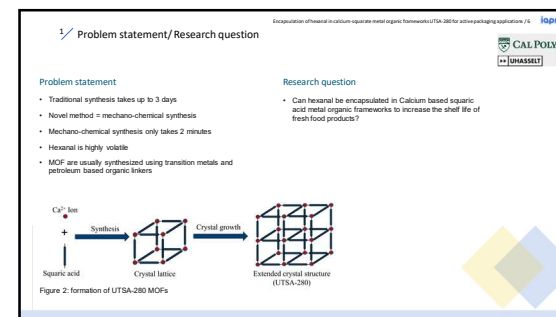 Encapsulation of hexanal in calcium-squarate metal organic frameworks UTSA-280 for active packaging applications / 6
1/ Problem statement/ Research question
CAL POLY
UHASSELT
Problem statement
• Traditional synthesis takes up to 3 days
• Novel method = mechano-chemical synthesis
• Mechano-chemical synthesis only takes 2 minutes
• Hexanal is highly volatile
• MOF are usually synthesized using transition metals and
petroleum based organic linkers
Research question
• Can hexanal be encapsulated in Calcium based squaric
acid metal organic frameworks to increase the shelf life of
fresh food products?
Ca²⁺ Ion
+
Squaric acid
Synthesis
Crystal lattice
Crystal growth
Extended crystal structure
(UTSA-280)
Figure 2: formation of UTSA-280 MOFs